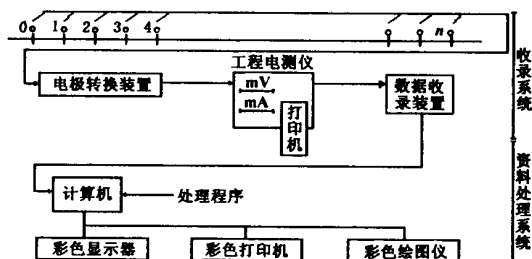 0 1 2 3 4 n
工程电测仪
电极转换装置
mV
mA
打印机
数据收录装置
收录系统
计算机
处理程序
资料处理系统
彩色显示器
彩色打印机
彩色绘图仪